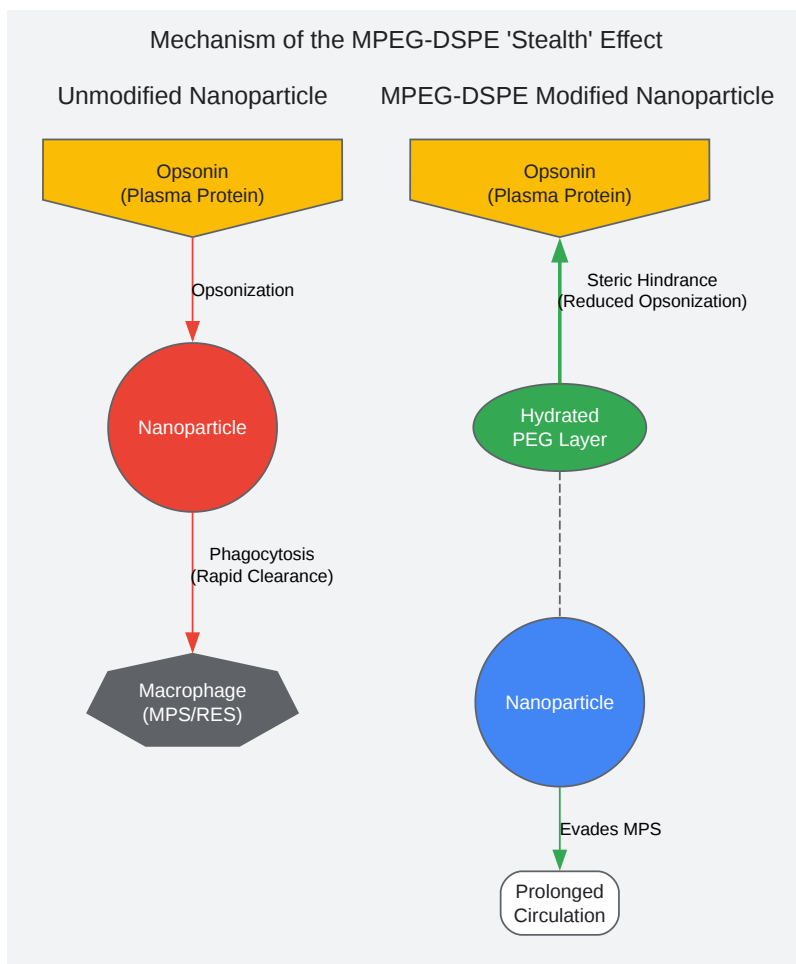 Mechanism of the MPEG-DSPE 'Stealth' Effect
Unmodified Nanoparticle
Opsonin
(Plasma Protein)
Opsonization
Nanoparticle
Phagocytosis
(Rapid Clearance)
Macrophage
(MPS/RES)
MPEG-DSPE Modified Nanoparticle
Opsonin
(Plasma Protein)
Steric Hindrance
(Reduced Opsonization)
Hydrated
PEG Layer
Nanoparticle
Evades MPS
Prolonged
Circulation